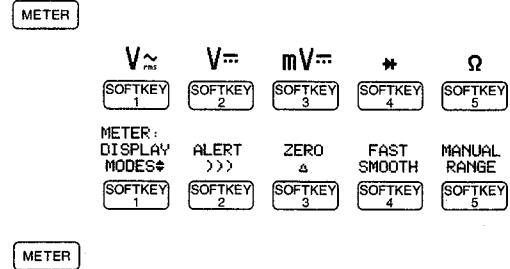 METER
V~ rms V⎓ mV⎓ Ω
SOFTKEY 1 SOFTKEY 2 SOFTKEY 3 SOFTKEY 4 SOFTKEY 5
METER:
DISPLAY ALERT ZERO FAST MANUAL
MODES♦ ))) △ SMOOTH RANGE
SOFTKEY 1 SOFTKEY 2 SOFTKEY 3 SOFTKEY 4 SOFTKEY 5
METER